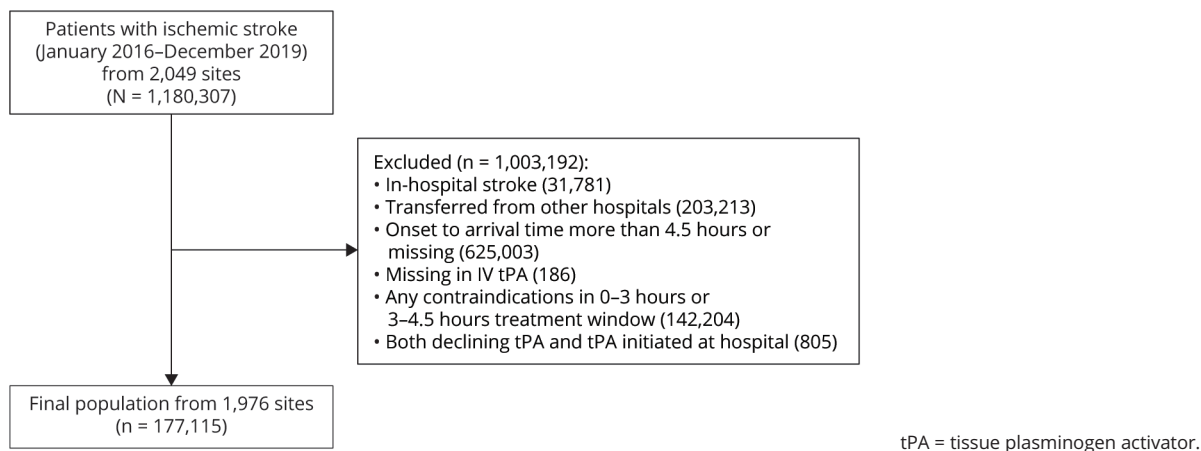 Patients with ischemic stroke
(January 2016–December 2019)
from 2,049 sites
(N = 1,180,307)
Excluded (n = 1,003,192):
• In-hospital stroke (31,781)
• Transferred from other hospitals (203,213)
• Onset to arrival time more than 4.5 hours or
missing (625,003)
• Missing in IV tPA (186)
• Any contraindications in 0–3 hours or
3–4.5 hours treatment window (142,204)
• Both declining tPA and tPA initiated at hospital (805)
Final population from 1,976 sites
(n = 177,115)
tPA = tissue plasminogen activator.